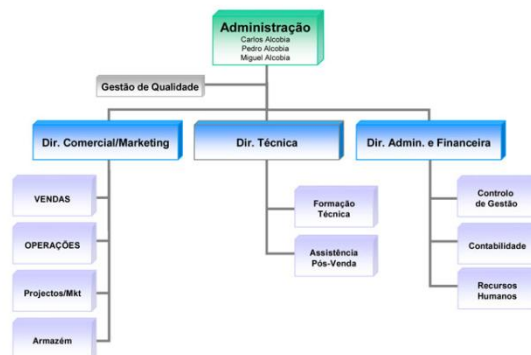 Administração
Carlos Alcobia
Pedro Alcobia
Miguel Alcobia
Gestão de Qualidade
Dir. Comercial/Marketing
Dir. Técnica
Dir. Admin. e Financeira
VENDAS
OPERAÇÕES
Projectos/Mkt
Armazém
Formação
Técnica
Assistência
Pós-Venda
Controlo
de Gestão
Contabilidade
Recursos
Humanos